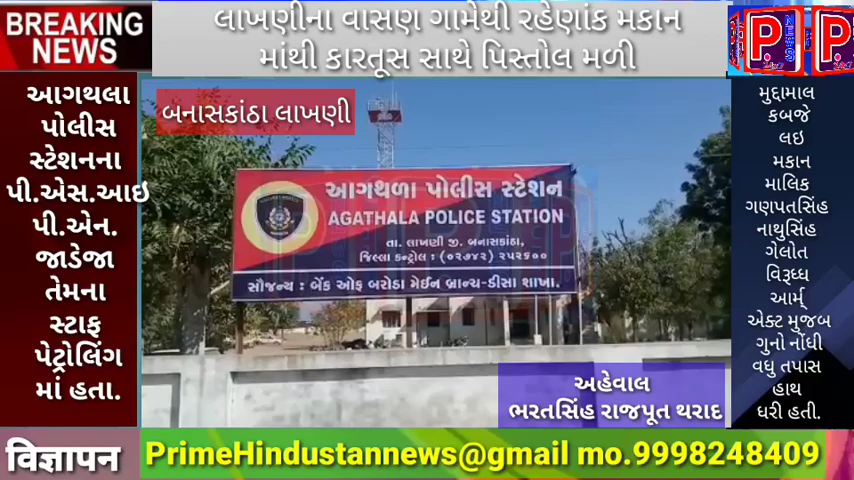 BREAKING
NEWS
લાખણીના વાસણ ગામેથી રહેણાંક મકાન
માંથી કારતૂસ સાથે પિસ્તોલ મળી
PIP
આગથલા
પોલીસ
સ્ટેશનના
પી.એસ.આઇ
પી.એન.
જાડેજા
તેમના
સ્ટાફ
પેટ્રોલિંગ
માં હતા.
બનાસકાંઠા લાખણી
આગથળા પોલીસ સ્ટેશન
AGATHALA POLICE STATION
તા. લાખણી જી. બનાસકાંઠા,
જિલ્લા કન્ટ્રોલ : (૦૨૭૪૨) ૨૫૨૬૦૦
સૌજન્ય : બેંક ઓફ બરોડા મેઈન બ્રાન્ચ-ડીસા શાખા.
મુદ્દામાલ
કબજે
લઇ
મકાન
માલિક
ગણપતસિંહ
નાથુસિંહ
ગેલોત
વિરૂધ્ધ
આર્મ્
એક્ટ મુજબ
ગુનો નોંધી
વધુ તપાસ
હાથ
ધરી હતી.
અહેવાલ
ભરતસિંહ રાજપૂત થરાદ
વિજ્ઞાપન
PrimeHindustannews@gmail mo.9998248409